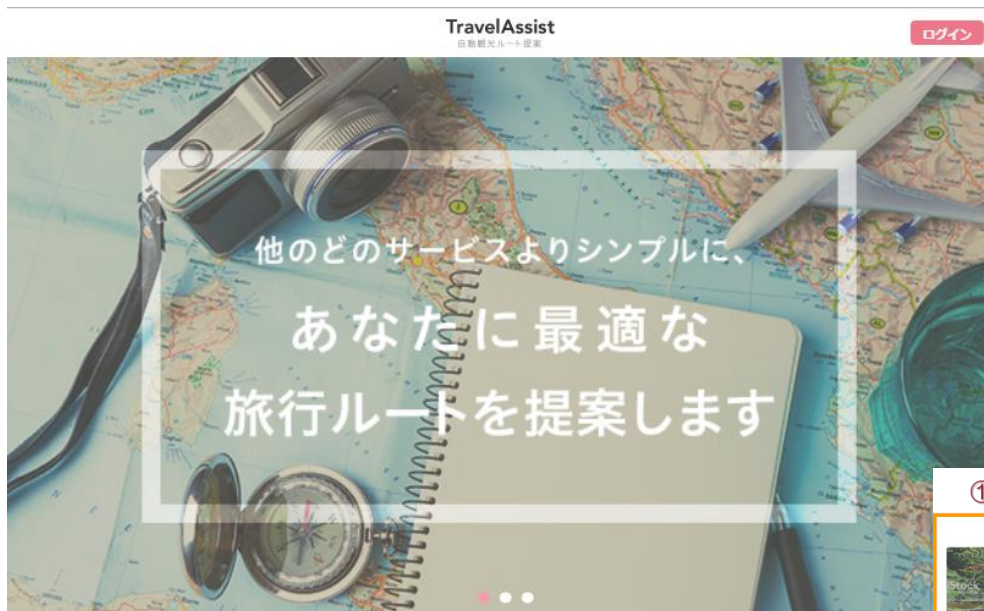 TravelAssist
自動観光ルート提案
ログイン
他のどのサービスよりシンプルに、
あなたに最適な
旅行ルートを提案します
①
iStock